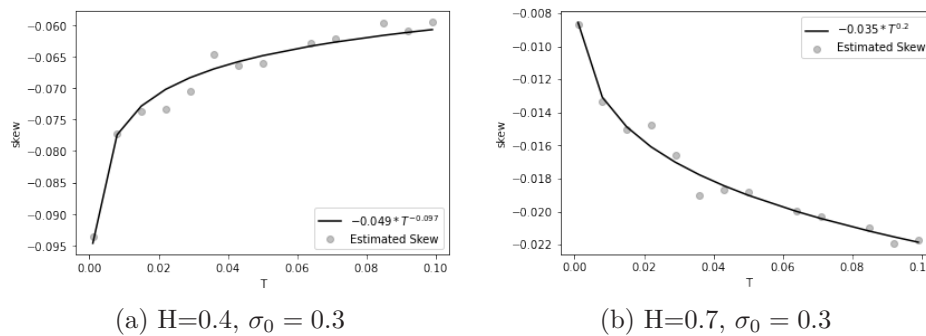 −0.060
−0.065
−0.070
−0.075
−0.080
−0.085
−0.090
−0.095
skew
−0.049 * T^{−0.097}
Estimated Skew
0.00 0.02 0.04 0.06 0.08 0.10
T
(a) H=0.4, σ₀ = 0.3
−0.008
−0.010
−0.012
−0.014
−0.016
−0.018
−0.020
−0.022
skew
−0.035 * T^{0.2}
Estimated Skew
0.00 0.02 0.04 0.06 0.08 0.10
T
(b) H=0.7, σ₀ = 0.3